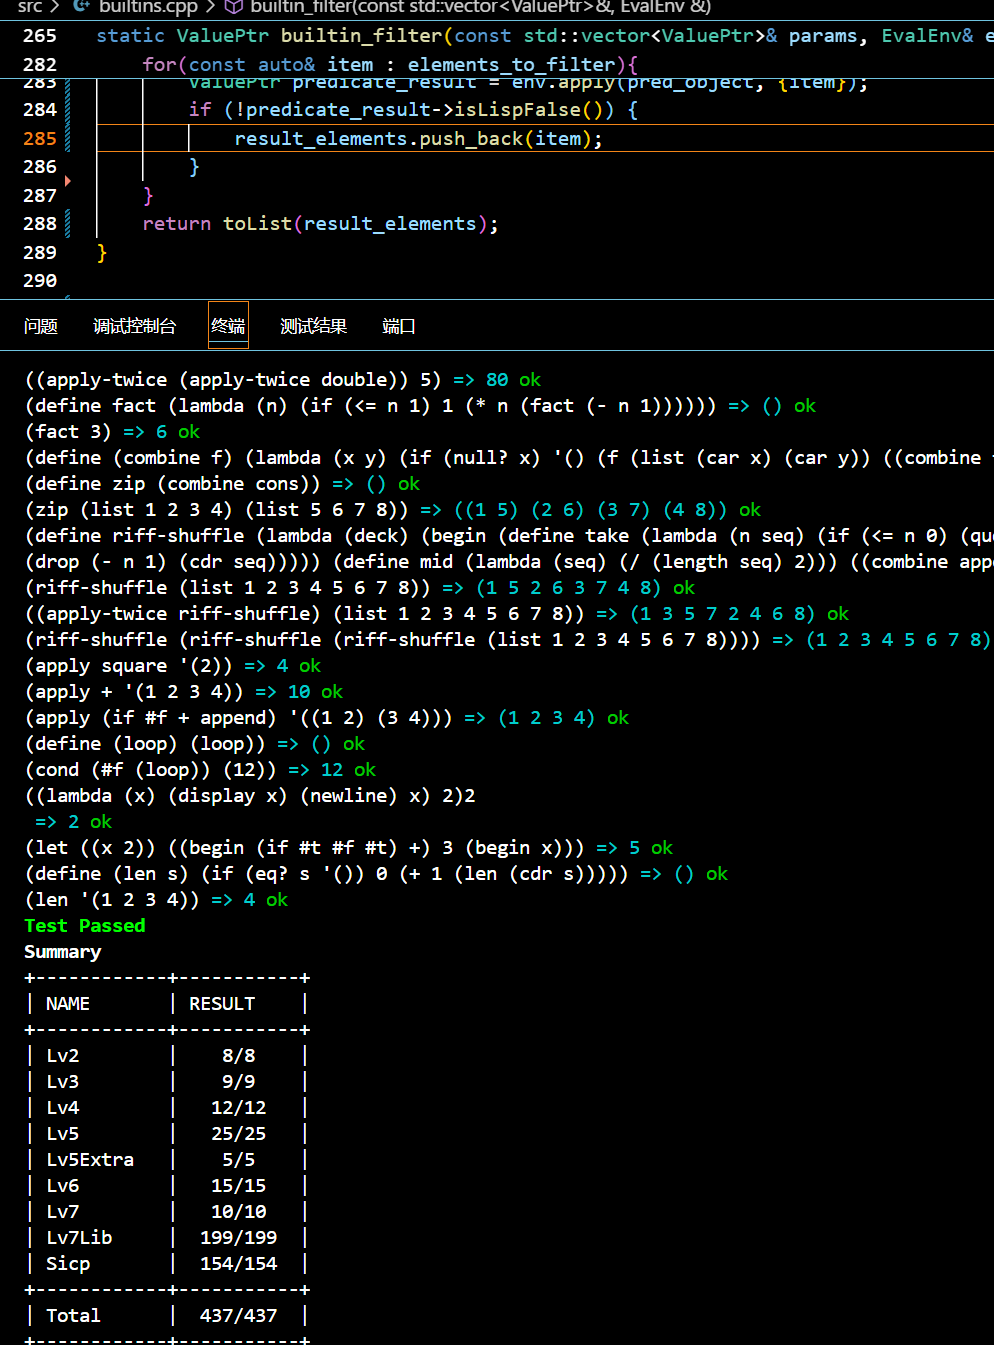 src > builtins.cpp > builtin_filter(const std::vector<ValuePtr>&, EvalEnv &)
265 static ValuePtr builtin_filter(const std::vector<ValuePtr>& params, EvalEnv& e
282 for(const auto& item : elements_to_filter){
283 ValuePtr predicate_result = env.apply(pred_object, {item});
284 if (!predicate_result->isLispFalse()) {
285 result_elements.push_back(item);
286 }
287 }
288 return toList(result_elements);
289 }
290
问题 调试控制台 终端 测试结果 端口
((apply-twice (apply-twice double)) 5) => 80 ok
(define fact (lambda (n) (if (<= n 1) 1 (* n (fact (- n 1)))))) => () ok
(fact 3) => 6 ok
(define (combine f) (lambda (x y) (if (null? x) '() (f (list (car x) (car y)) ((combine
(define zip (combine cons)) => () ok
(zip (list 1 2 3 4) (list 5 6 7 8)) => ((1 5) (2 6) (3 7) (4 8)) ok
(define riff-shuffle (lambda (deck) (begin (define take (lambda (n seq) (if (<= n 0) (quo
(drop (- n 1) (cdr seq))))) (define mid (lambda (seq) (/ (length seq) 2))) ((combine appe
(riff-shuffle (list 1 2 3 4 5 6 7 8)) => (1 5 2 6 3 7 4 8) ok
((apply-twice riff-shuffle) (list 1 2 3 4 5 6 7 8)) => (1 3 5 7 2 4 6 8) ok
(riff-shuffle (riff-shuffle (riff-shuffle (list 1 2 3 4 5 6 7 8)))) => (1 2 3 4 5 6 7 8)
(apply square '(2)) => 4 ok
(apply + '(1 2 3 4)) => 10 ok
(apply (if #f + append) '((1 2) (3 4))) => (1 2 3 4) ok
(define (loop) (loop)) => () ok
(cond (#f (loop)) (12)) => 12 ok
((lambda (x) (display x) (newline) x) 2)2
=> 2 ok
(let ((x 2)) ((begin (if #t #f #t) +) 3 (begin x))) => 5 ok
(define (len s) (if (eq? s '()) 0 (+ 1 (len (cdr s))))) => () ok
(len '(1 2 3 4)) => 4 ok
Test Passed
Summary
+------------+-----------+
| NAME | RESULT |
+------------+-----------+
| Lv2 | 8/8 |
| Lv3 | 9/9 |
| Lv4 | 12/12 |
| Lv5 | 25/25 |
| Lv5Extra | 5/5 |
| Lv6 | 15/15 |
| Lv7 | 10/10 |
| Lv7Lib | 199/199 |
| Sicp | 154/154 |
+------------+-----------+
| Total | 437/437 |
+------------+-----------+